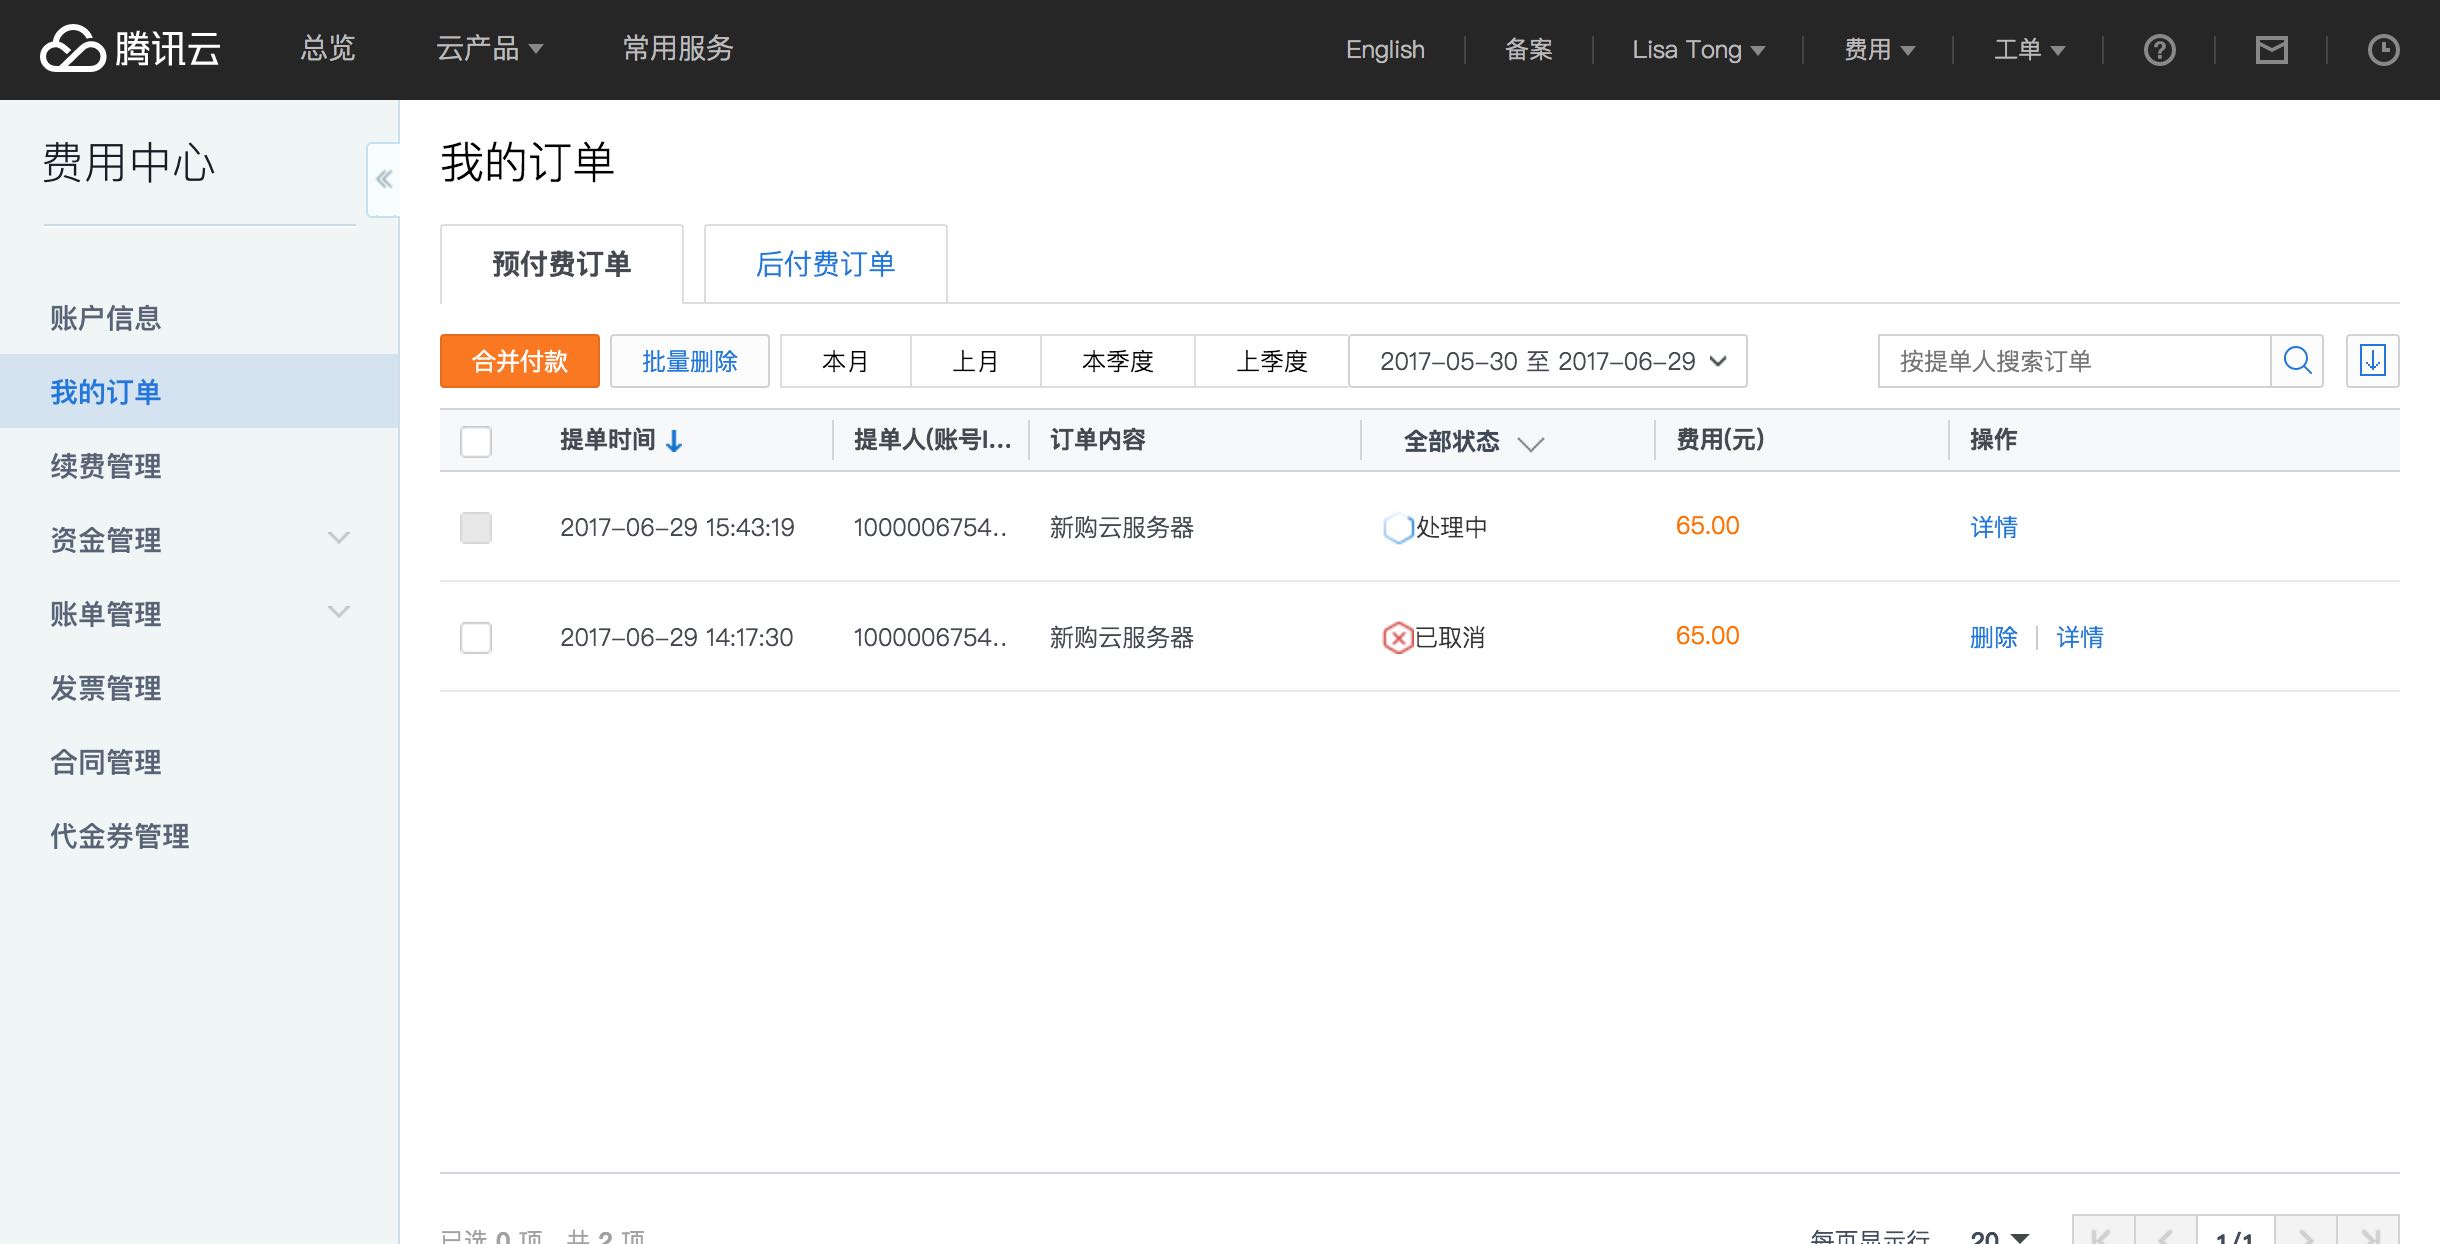 腾讯云 总览 云产品 常用服务 English 备案 Lisa Tong 费用 工单
费用中心
账户信息
我的订单
续费管理
资金管理
账单管理
发票管理
合同管理
代金券管理
我的订单
预付费订单 后付费订单
合并付款 批量删除 本月 上月 本季度 上季度 2017-05-30 至 2017-06-29 按提单人搜索订单
提单时间 提单人(账号I... 订单内容 全部状态 费用(元) 操作
2017-06-29 15:43:19 1000006754.. 新购云服务器 处理中 65.00 详情
2017-06-29 14:17:30 1000006754.. 新购云服务器 已取消 65.00 删除 详情
已选 0 项 共 2 项 每页显示行 20 1/1